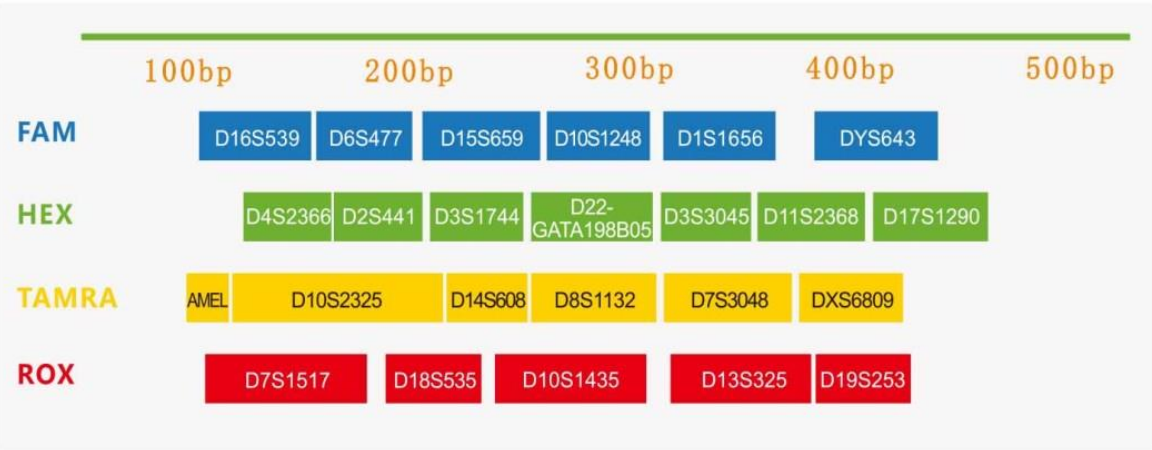 100bp 200bp 300bp 400bp 500bp
FAM D16S539 D6S477 D15S659 D10S1248 D1S1656 DYS643
HEX D4S2366 D2S441 D3S1744 D22-GATA198B05 D3S3045 D11S2368 D17S1290
TAMRA AMEL D10S2325 D14S608 D8S1132 D7S3048 DXS6809
ROX D7S1517 D18S535 D10S1435 D13S325 D19S253